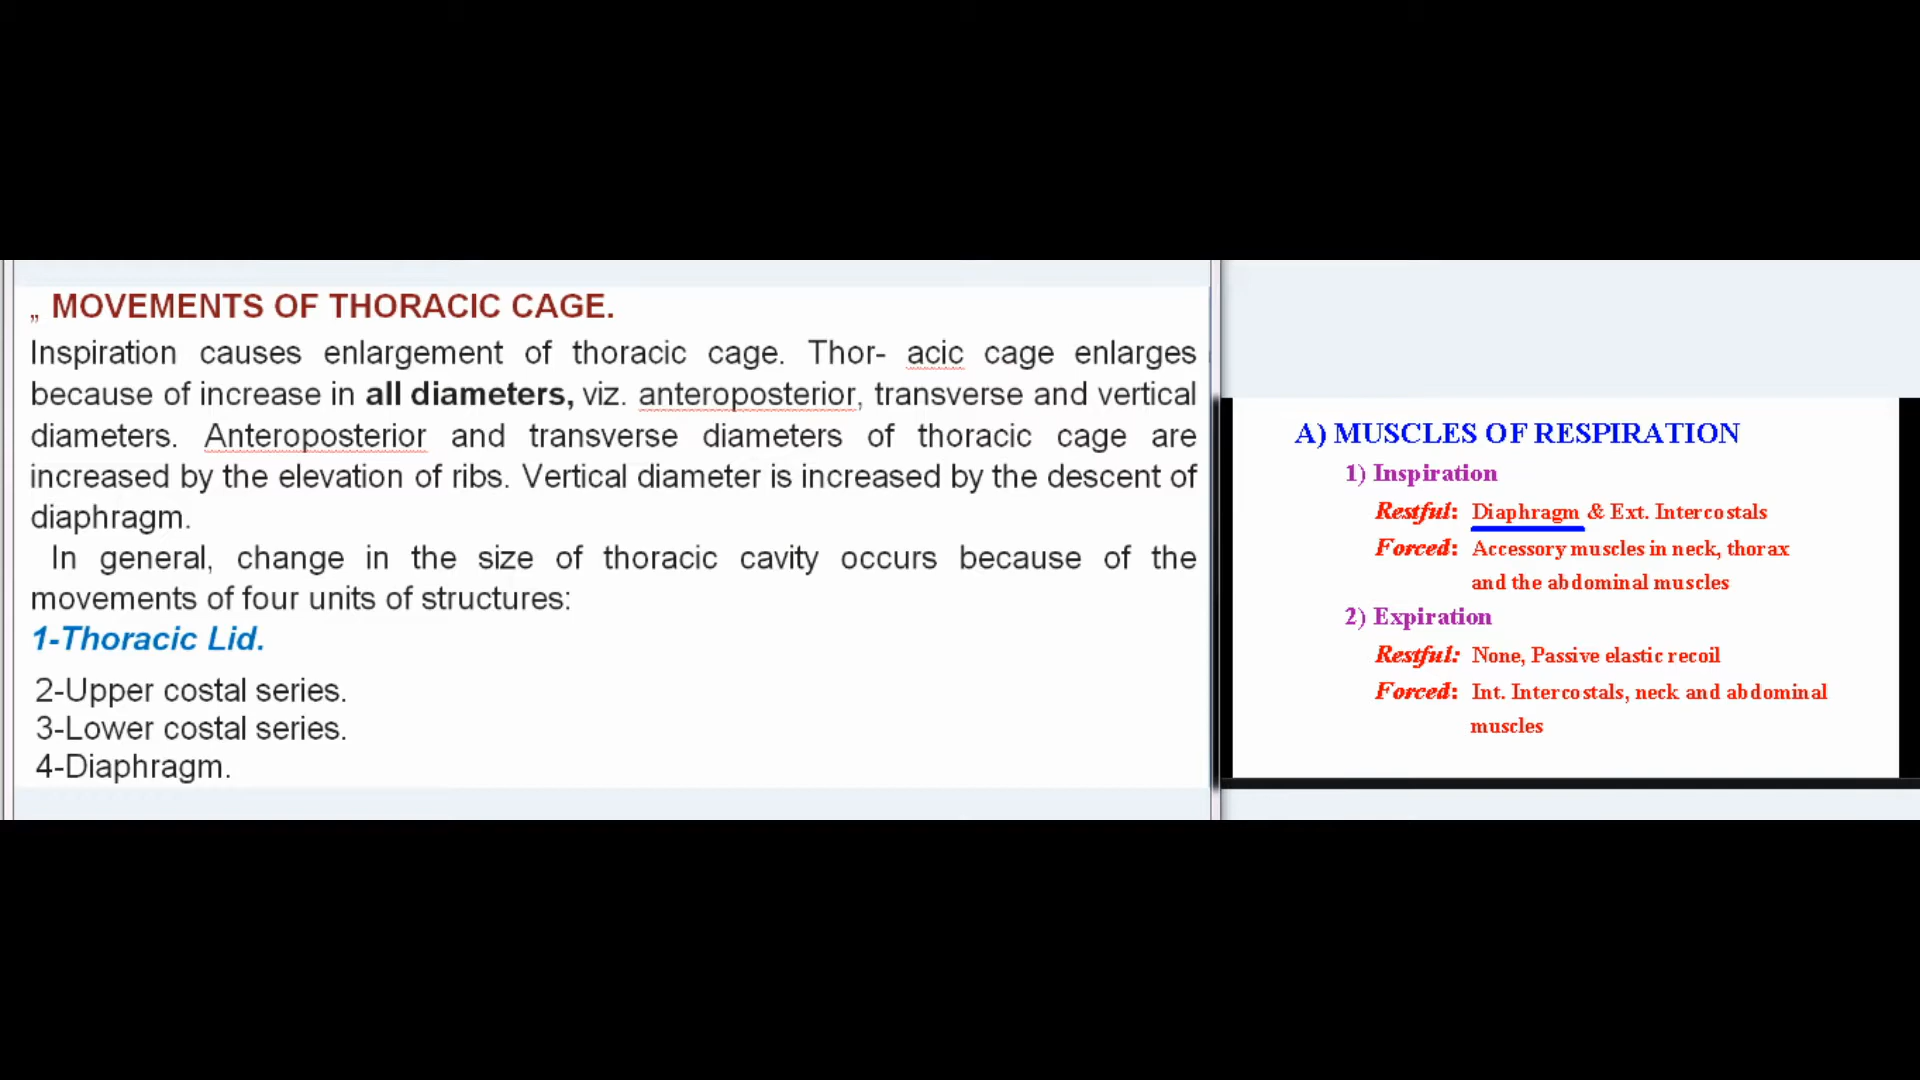 „ MOVEMENTS OF THORACIC CAGE.
Inspiration causes enlargement of thoracic cage. Thor- acic cage enlarges
because of increase in all diameters, viz. anteroposterior, transverse and vertical
diameters. Anteroposterior and transverse diameters of thoracic cage are
increased by the elevation of ribs. Vertical diameter is increased by the descent of
diaphragm.
In general, change in the size of thoracic cavity occurs because of the
movements of four units of structures:
1-Thoracic Lid.
2-Upper costal series.
3-Lower costal series.
4-Diaphragm.
A) MUSCLES OF RESPIRATION
1) Inspiration
Restful: Diaphragm & Ext. Intercostals
Forced: Accessory muscles in neck, thorax
and the abdominal muscles
2) Expiration
Restful: None, Passive elastic recoil
Forced: Int. Intercostals, neck and abdominal
muscles